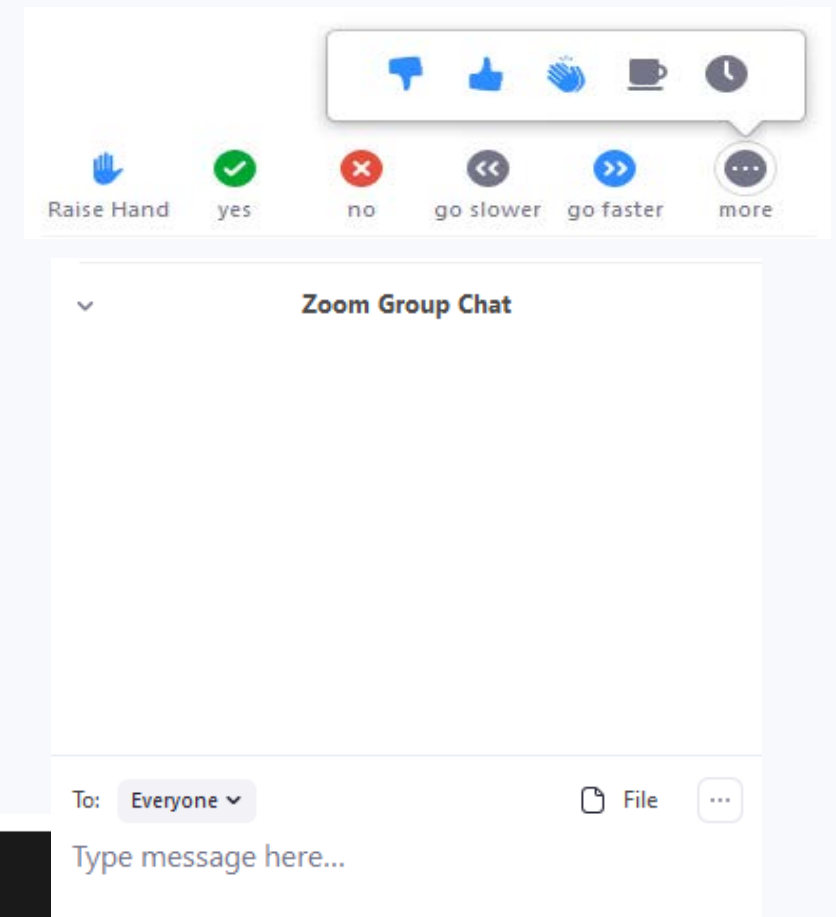 Raise Hand yes no go slower go faster more
Zoom Group Chat
To: Everyone File
Type message here...